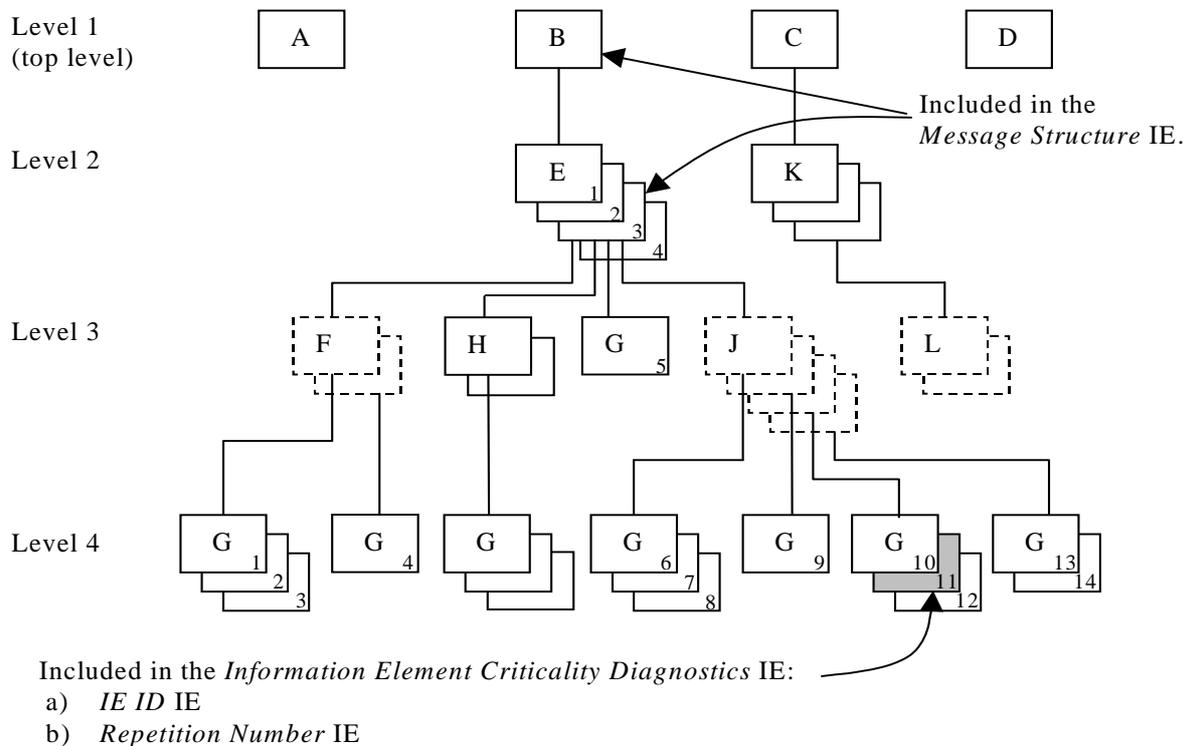 Level 1
(top level)
A
B
C
D
Included in the
Message Structure IE.
Level 2
E
1
2
3
4
K
Level 3
F
H
G
5
J
L
Level 4
G
1
2
3
G
4
G
G
6
7
8
G
9
G
10
11
12
G
13
14
Included in the Information Element Criticality Diagnostics IE:
a) IE ID IE
b) Repetition Number IE